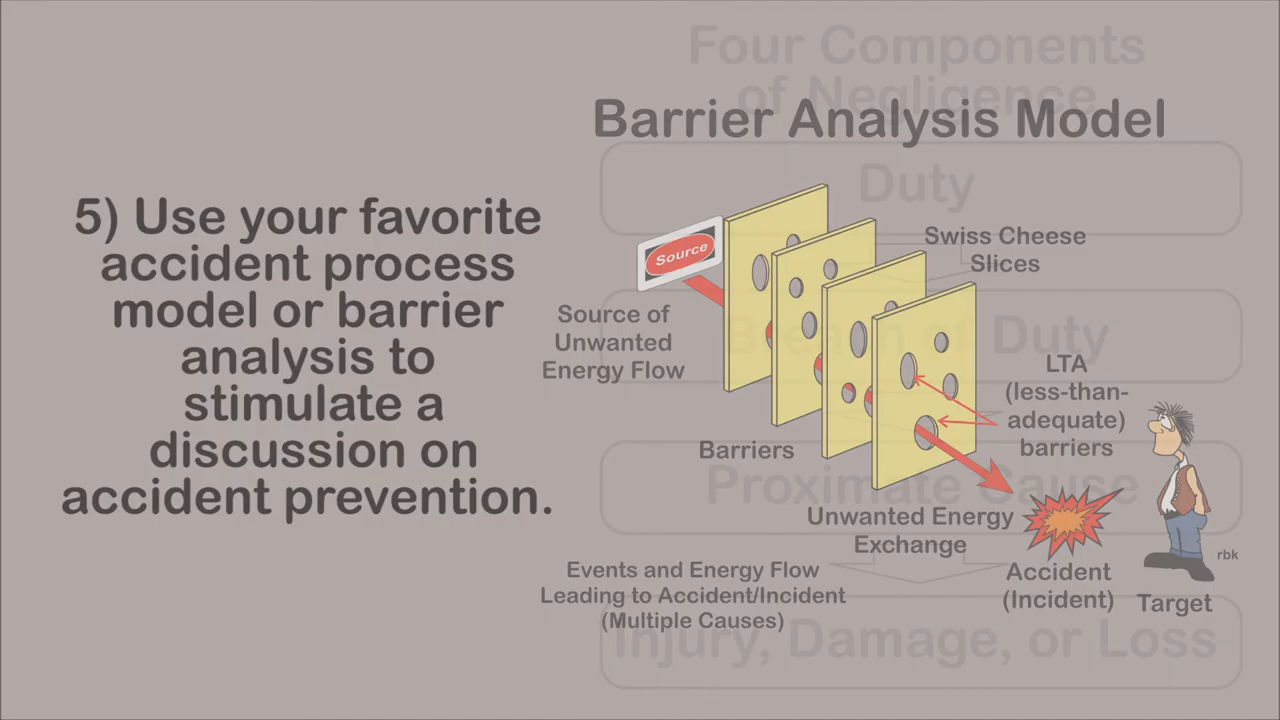 5) Use your favorite
accident process
model or barrier
analysis to
stimulate a
discussion on
accident prevention.
Four Components
of Negligence
Barrier Analysis Model
Duty
Source
Swiss Cheese
Slices
Source of
Unwanted
Energy Flow
Breach of Duty
LTA
(less-than-
adequate)
barriers
Barriers
Proximate Cause
Unwanted Energy
Exchange
rbk
Events and Energy Flow
Leading to Accident/Incident
(Multiple Causes)
Accident
(Incident)
Target
Injury, Damage, or Loss